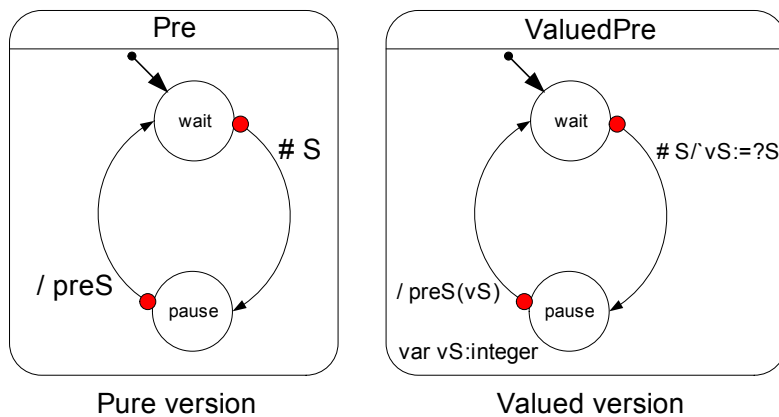 Pre
wait
# S
/ preS
pause
Pure version
ValuedPre
wait
# S/`vS:=?S
/ preS(vS)
pause
var vS:integer
Valued version